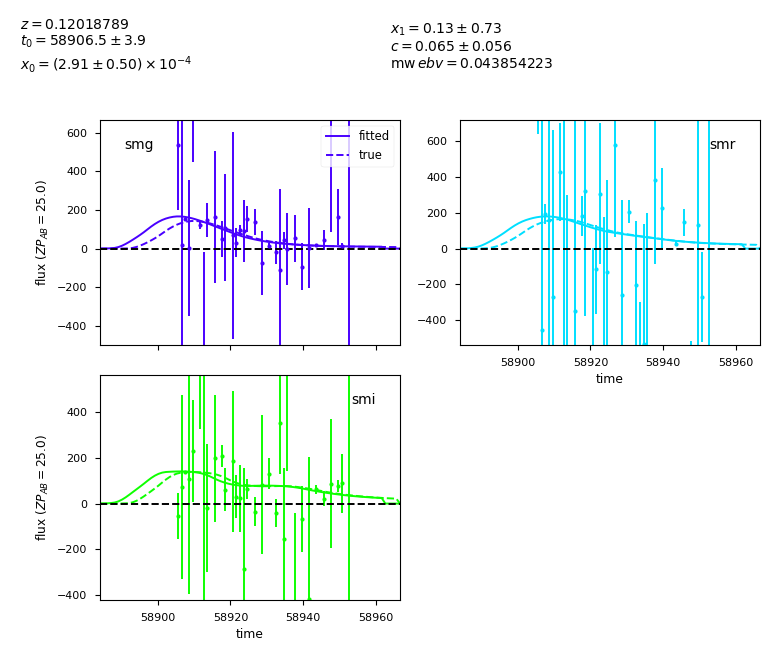 z = 0.12018789
t₀ = 58906.5 ± 3.9
x₀ = (2.91 ± 0.50) × 10⁻⁴
x₁ = 0.13 ± 0.73
c = 0.065 ± 0.056
mw ebv = 0.043854223
smg
fitted
true
600
400
200
0
−200
−400
flux (ZP_AB = 25.0)
smr
600
400
200
0
−200
−400
58900
58920
58940
58960
time
smi
400
200
0
−200
−400
flux (ZP_AB = 25.0)
58900
58920
58940
58960
time